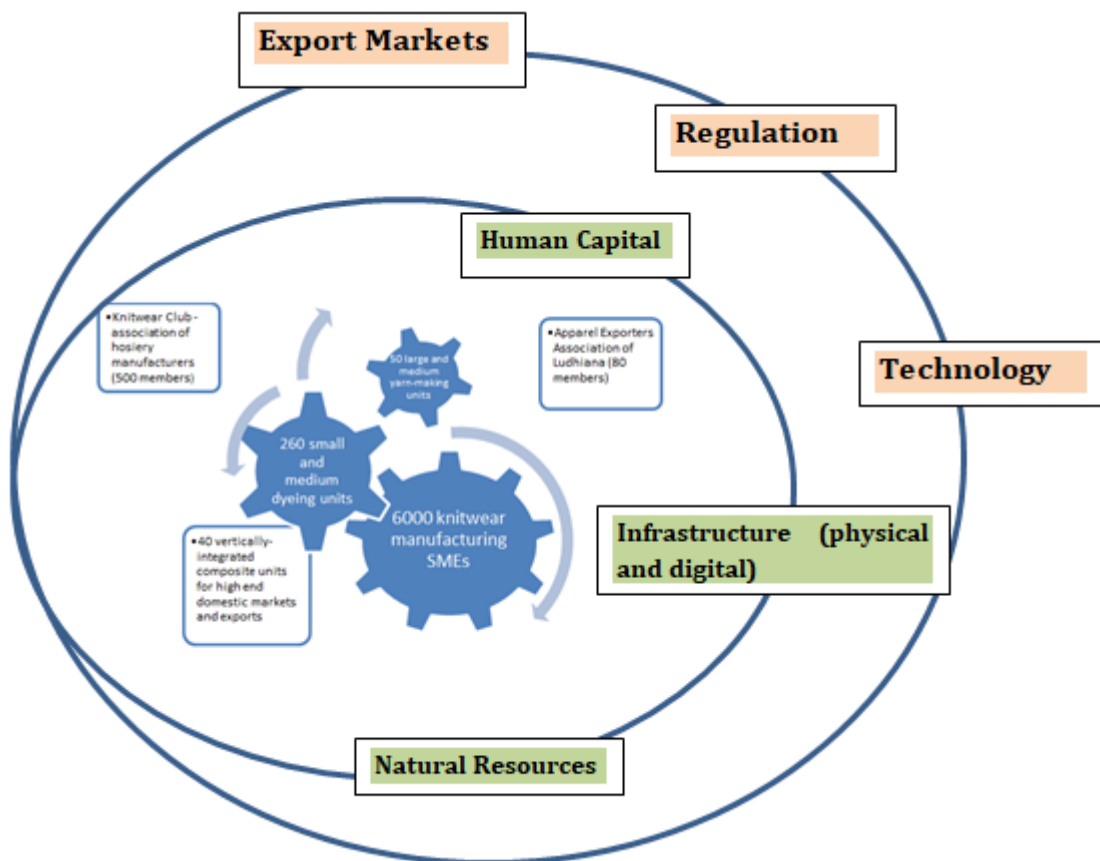 Export Markets
Regulation
Human Capital
▪Knitwear Club -
association of
hosiery
manufacturers
(500 members)
▪Apparel Exporters
Association of
Ludhiana (80
members)
50 large and
medium
yarn-making
units
Technology
260 small
and
medium
dyeing units
6000 knitwear
manufacturing
SMEs
Infrastructure (physical
and digital)
▪40 vertically-
integrated
composite units
for high end
domestic markets
and exports
Natural Resources